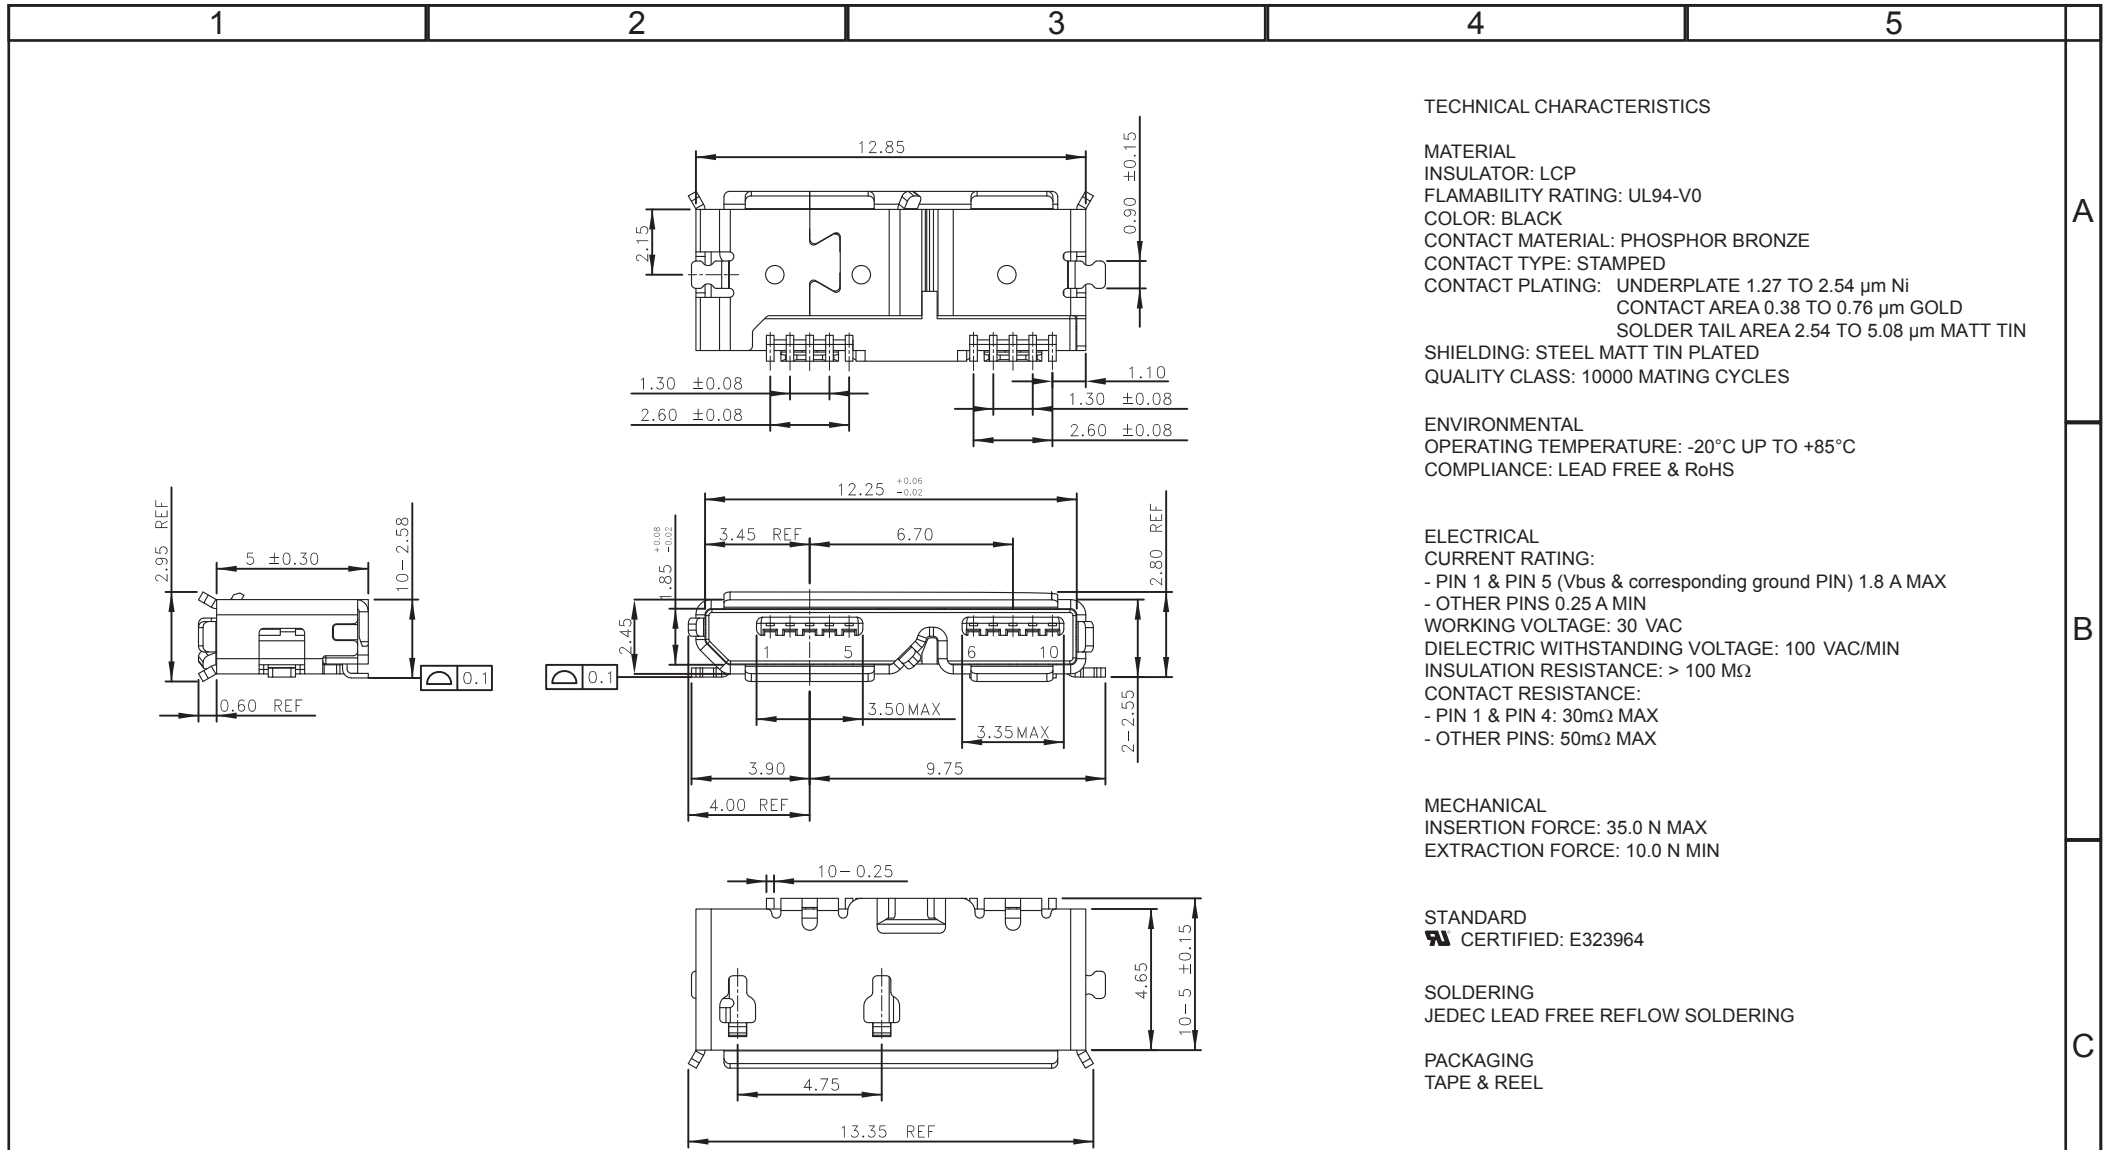 1 2 3 4 5
A
B
C
12.85
0.90 ±0.15
2.15
1.30 ±0.08
2.60 ±0.08
1.10
1.30 ±0.08
2.60 ±0.08
2.95 REF
5 ±0.30
10-2.58
0.1
0.60 REF
12.25 +0.06 -0.02
3.45 REF
6.70
1.85 +0.08 -0.02
2.80 REF
2.45
1 5 6 10
0.1
3.50MAX
3.35MAX
2-2.55
3.90
9.75
4.00 REF
10-0.25
4.65
10-5 ±0.15
4.75
13.35 REF
TECHNICAL CHARACTERISTICS
MATERIAL
INSULATOR: LCP
FLAMABILITY RATING: UL94-V0
COLOR: BLACK
CONTACT MATERIAL: PHOSPHOR BRONZE
CONTACT TYPE: STAMPED
CONTACT PLATING: UNDERPLATE 1.27 TO 2.54 µm Ni
CONTACT AREA 0.38 TO 0.76 µm GOLD
SOLDER TAIL AREA 2.54 TO 5.08 µm MATT TIN
SHIELDING: STEEL MATT TIN PLATED
QUALITY CLASS: 10000 MATING CYCLES
ENVIRONMENTAL
OPERATING TEMPERATURE: -20°C UP TO +85°C
COMPLIANCE: LEAD FREE & RoHS
ELECTRICAL
CURRENT RATING:
- PIN 1 & PIN 5 (Vbus & corresponding ground PIN) 1.8 A MAX
- OTHER PINS 0.25 A MIN
WORKING VOLTAGE: 30 VAC
DIELECTRIC WITHSTANDING VOLTAGE: 100 VAC/MIN
INSULATION RESISTANCE: > 100 MΩ
CONTACT RESISTANCE:
- PIN 1 & PIN 4: 30mΩ MAX
- OTHER PINS: 50mΩ MAX
MECHANICAL
INSERTION FORCE: 35.0 N MAX
EXTRACTION FORCE: 10.0 N MIN
STANDARD
CERTIFIED: E323964
SOLDERING
JEDEC LEAD FREE REFLOW SOLDERING
PACKAGING
TAPE & REEL